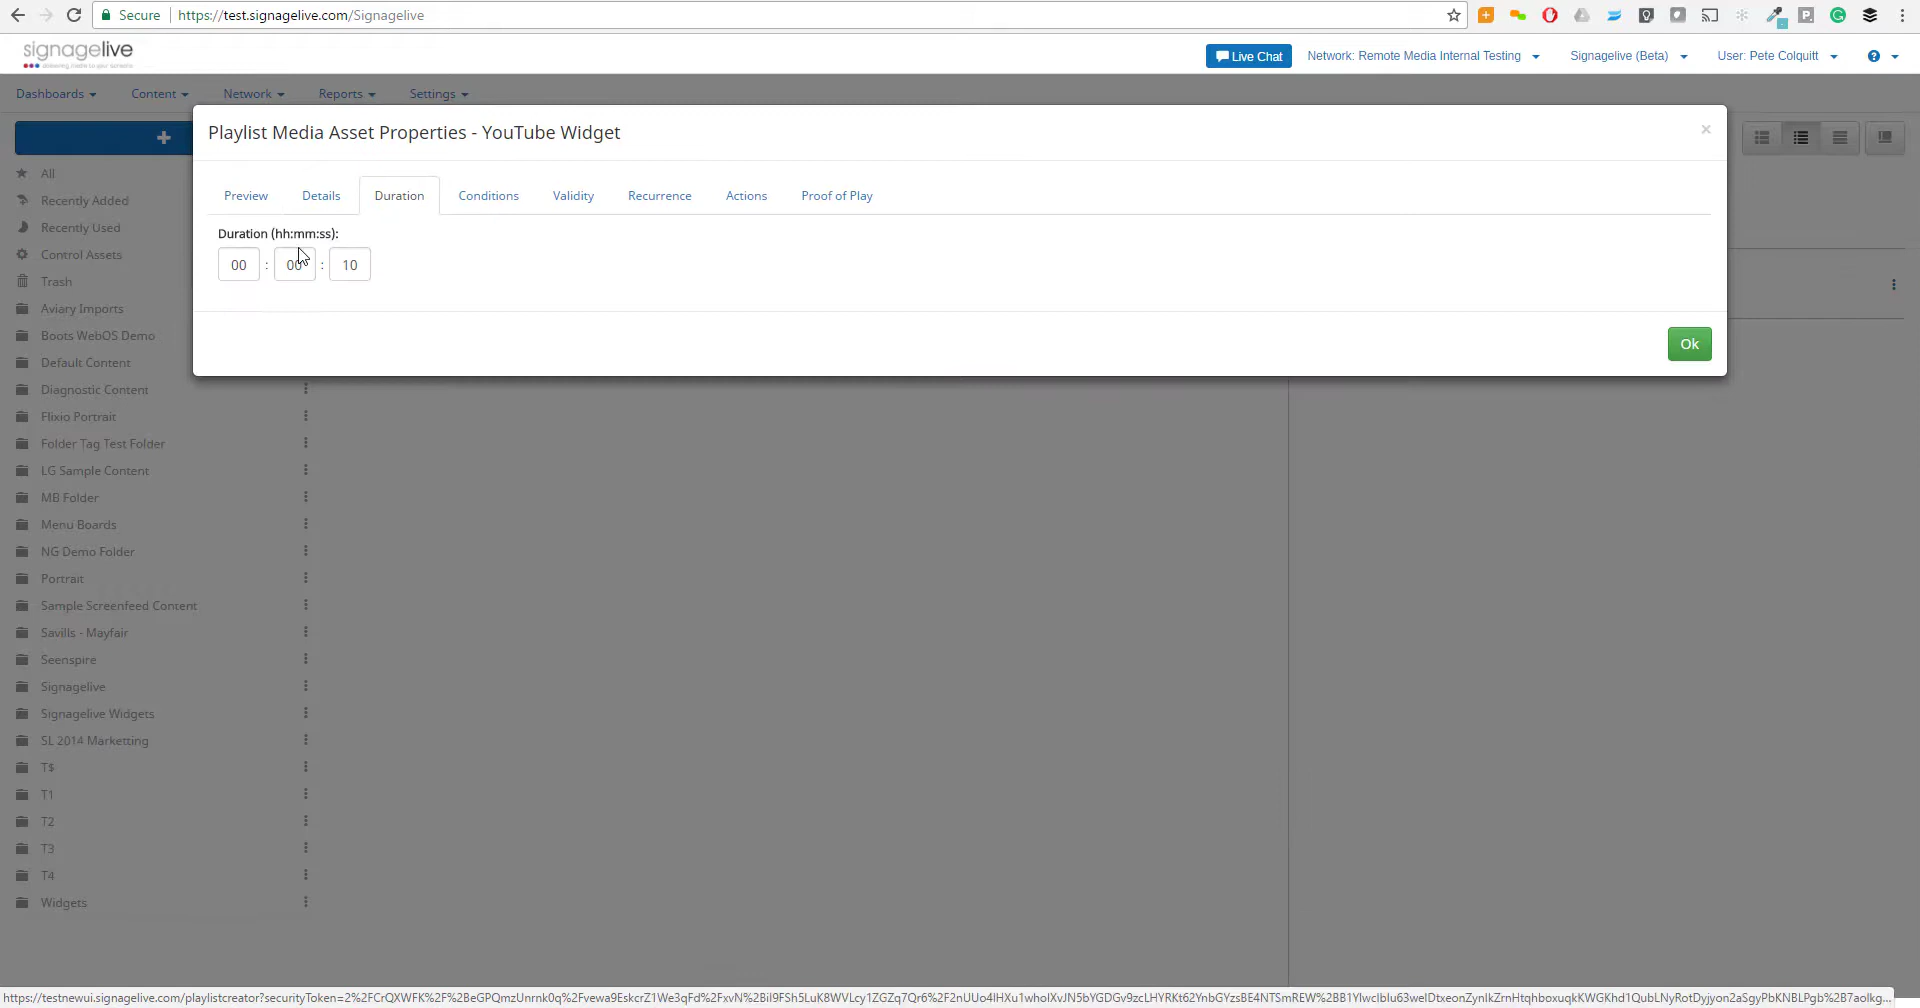 Secure https://test.signagelive.com/Signagelive
signagelive
Live Chat Network: Remote Media Internal Testing Signagelive (Beta) User: Pete Colquitt
Dashboards Content Network Reports Settings
Playlist Media Asset Properties - YouTube Widget ×
Preview Details Duration Conditions Validity Recurrence Actions Proof of Play
Duration (hh:mm:ss):
00 : 00 : 10
Ok
All
Recently Added
Recently Used
Control Assets
Trash
Aviary Imports
Boots WebOS Demo
Default Content
Diagnostic Content
Flixio Portrait
Folder Tag Test Folder
LG Sample Content
MB Folder
Menu Boards
NG Demo Folder
Portrait
Sample Screenfeed Content
Savills - Mayfair
Seenspire
Signagelive
Signagelive Widgets
SL 2014 Marketting
T$
T1
T2
T3
T4
Widgets